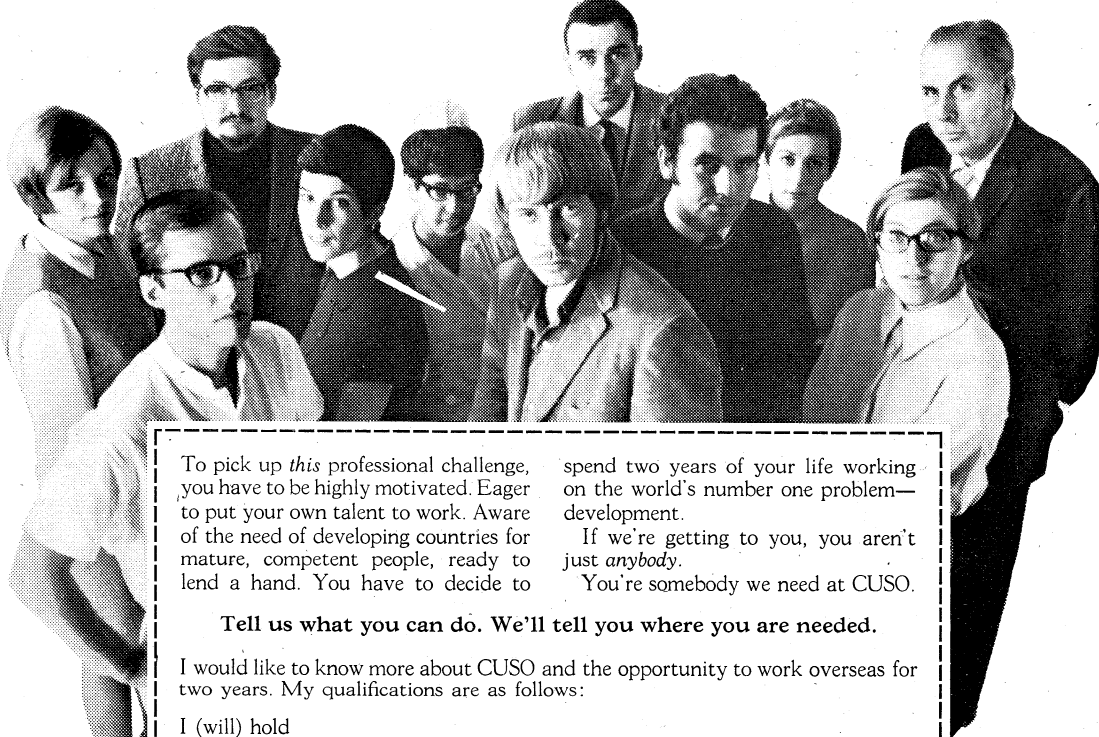 To pick up this professional challenge,
you have to be highly motivated. Eager
to put your own talent to work. Aware
of the need of developing countries for
mature, competent people, ready to
lend a hand. You have to decide to
spend two years of your life working
on the world's number one problem—
development.
If we're getting to you, you aren't
just anybody.
You're somebody we need at CUSO.
Tell us what you can do. We'll tell you where you are needed.
I would like to know more about CUSO and the opportunity to work overseas for
two years. My qualifications are as follows:
I (will) hold